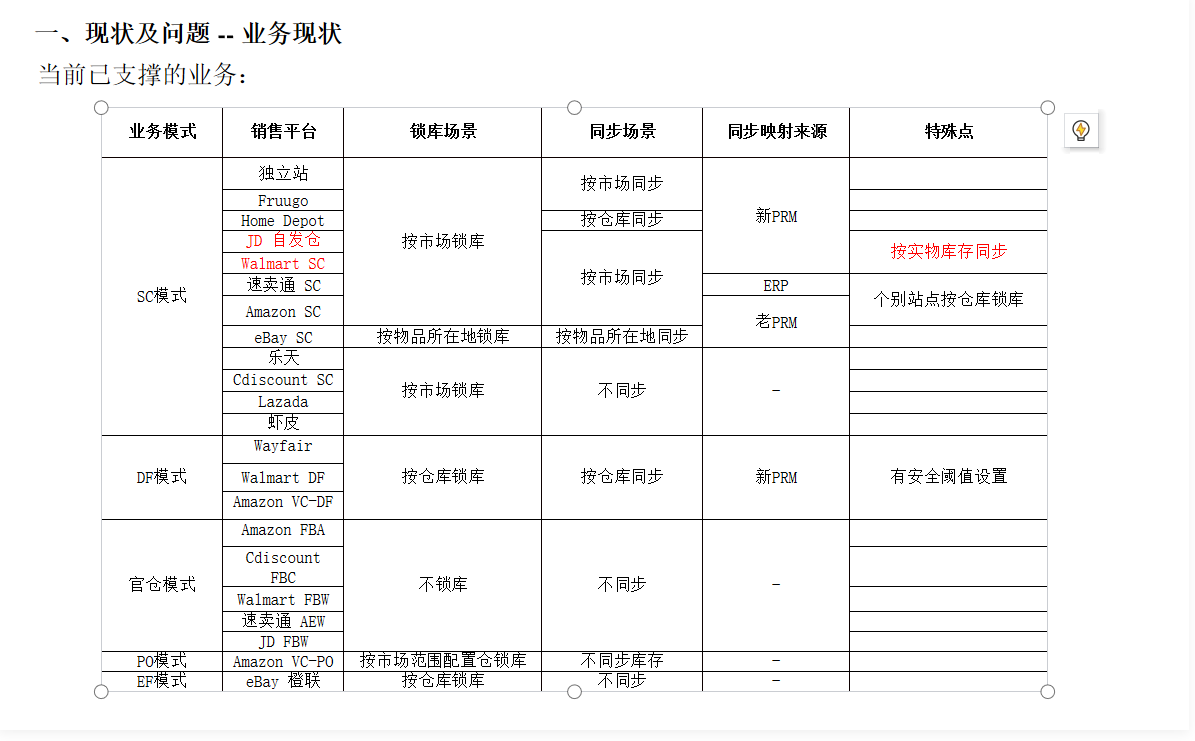 一、现状及问题 -- 业务现状
当前已支撑的业务：
业务模式 销售平台 锁库场景 同步场景 同步映射来源 特殊点
独立站
按市场同步
Fruugo
新PRM
Home Depot 按仓库同步
JD 自发仓
按市场锁库
按实物库存同步
Walmart SC
按市场同步
速卖通 SC ERP
SC模式
个别站点按仓库锁库
Amazon SC
老PRM
eBay SC 按物品所在地锁库 按物品所在地同步
乐天
Cdiscount SC
按市场锁库 不同步 -
Lazada
虾皮
Wayfair
DF模式 Walmart DF 按仓库锁库 按仓库同步 新PRM 有安全阈值设置
Amazon VC-DF
Amazon FBA
Cdiscount
FBC
官仓模式 不锁库 不同步 -
Walmart FBW
速卖通 AEW
JD FBW
PO模式 Amazon VC-PO 按市场范围配置仓锁库 不同步库存 -
EF模式 eBay 橙联 按仓库锁库 不同步 -